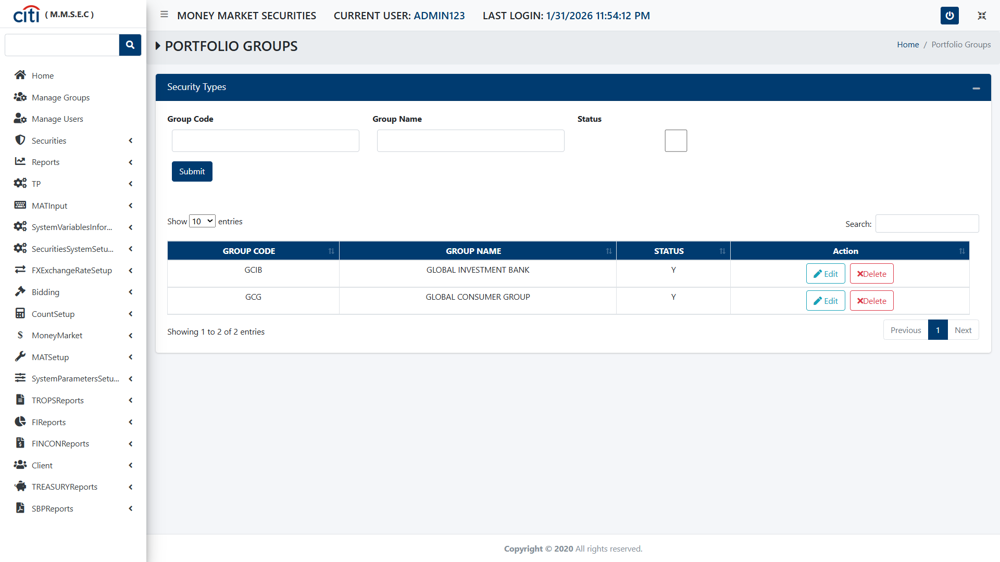 citi ( M.M.S.E.C )
MONEY MARKET SECURITIES CURRENT USER: ADMIN123 LAST LOGIN: 1/31/2026 11:54:12 PM
PORTFOLIO GROUPS
Home / Portfolio Groups
Home
Manage Groups
Manage Users
Securities
Reports
TP
MATInput
SystemVariablesInfor...
SecuritiesSystemSetu...
FXExchangeRateSetup
Bidding
CountSetup
MoneyMarket
MATSetup
SystemParametersSetu...
TROPSReports
FIReports
FINCONReports
Client
TREASURYReports
SBPReports
Security Types
Group Code Group Name Status
Submit
Show 10 entries
Search:
GROUP CODE GROUP NAME STATUS Action
GCIB GLOBAL INVESTMENT BANK Y Edit Delete
GCG GLOBAL CONSUMER GROUP Y Edit Delete
Showing 1 to 2 of 2 entries
Previous 1 Next
Copyright © 2020 All rights reserved.